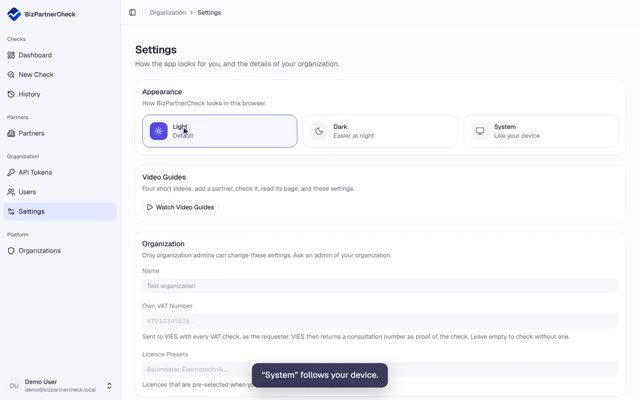 BizPartnerCheck
Organization > Settings
Checks
Dashboard
New Check
History
Partners
Partners
Organization
API Tokens
Users
Settings
Platform
Organizations
DU
Demo User
demo@bizpartnercheck.local
Settings
How the app looks for you, and the details of your organization.
Appearance
How BizPartnerCheck looks in this browser.
Light
Default
Dark
Easier at night
System
Like your device
Video Guides
Four short videos: add a partner, check it, read its page, and these settings.
Watch Video Guides
Organization
Only organization admins can change these settings. Ask an admin of your organization.
Name
Test organization
Own VAT Number
ATU12345678…
Sent to VIES with every VAT check, as the requester. VIES then returns a consultation number as proof of the check. Leave empty to check without one.
Licence Presets
Baumeister, Elektrotechnik…
Licences that are pre-selected when
"System" follows your device.